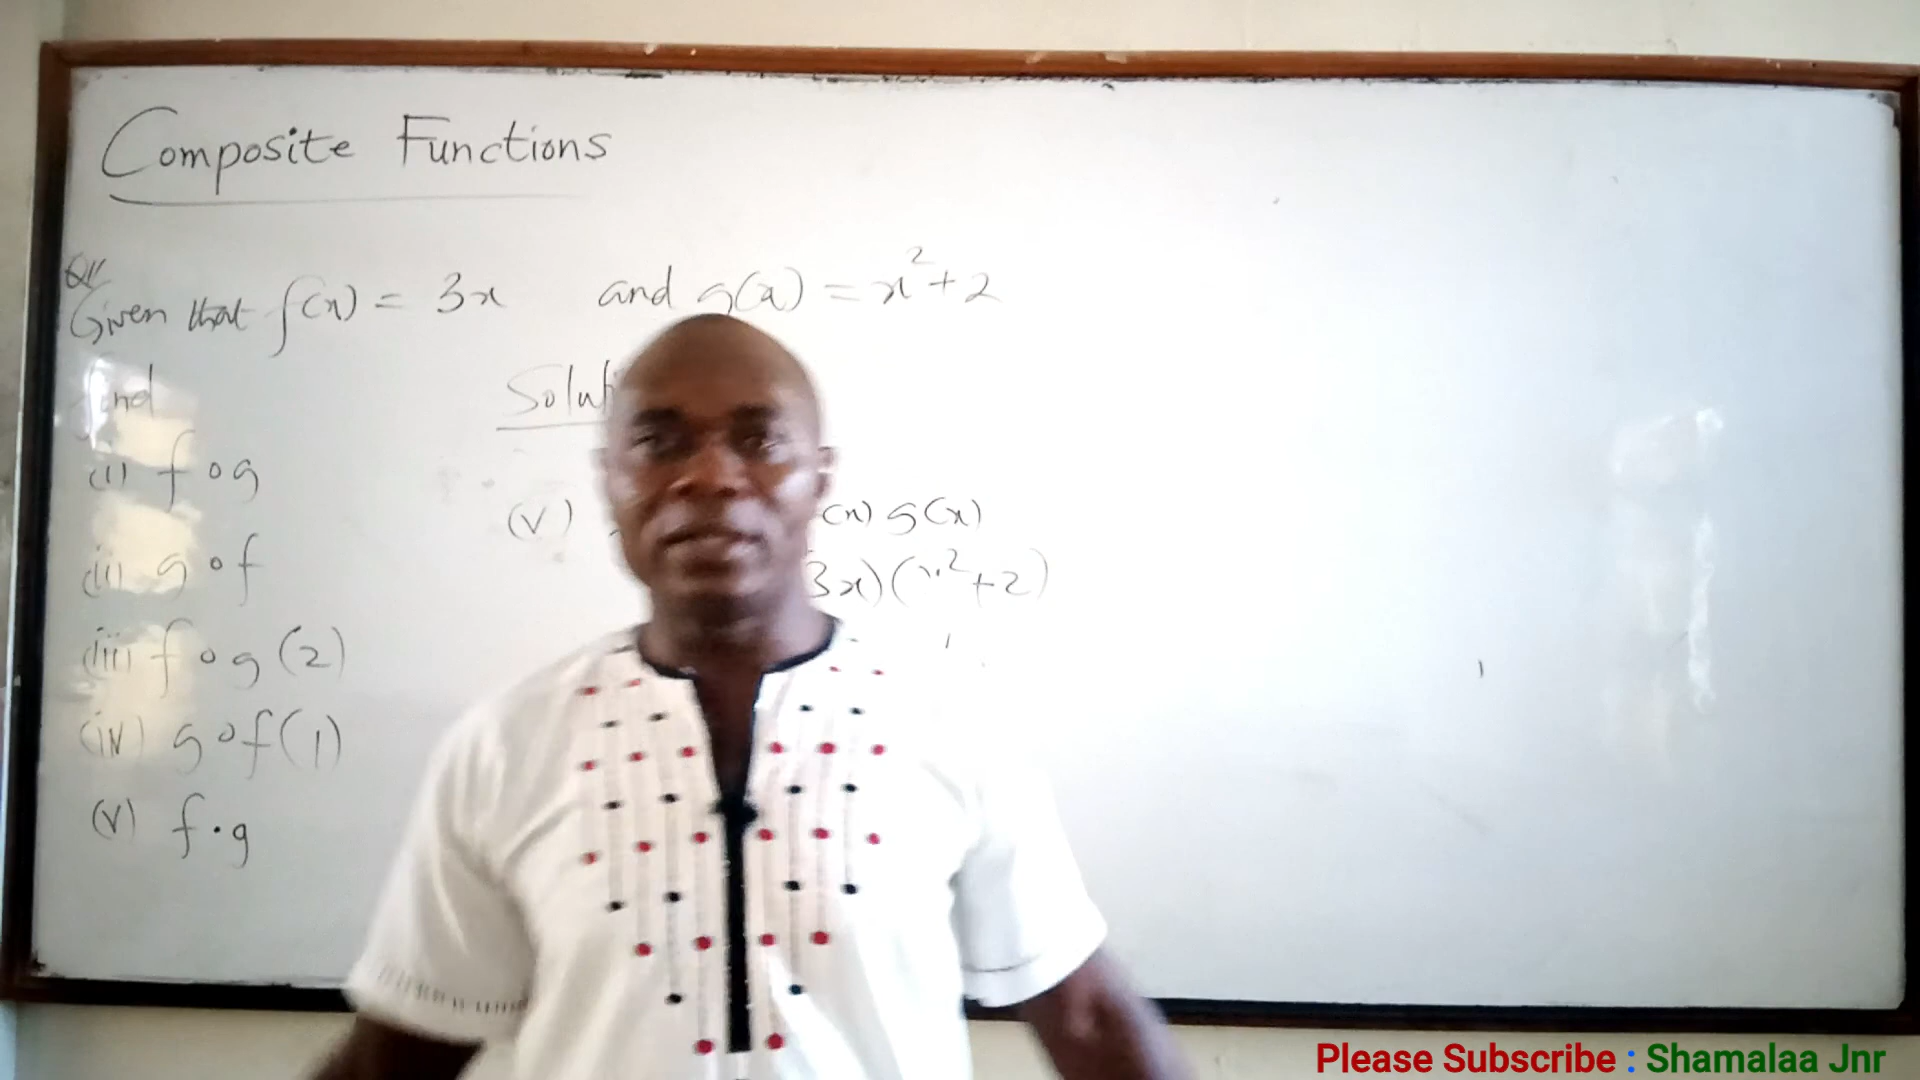 Composite Functions
Q1/
Given that f(x) = 3x and g(x) = x² + 2
find
Solut
(i) f o g
(ii) g o f
(iii) f o g (2)
(iv) g o f (1)
(v) f . g
(v) (x) g(x)
3x)(x² + 2)
Please Subscribe : Shamalaa Jnr